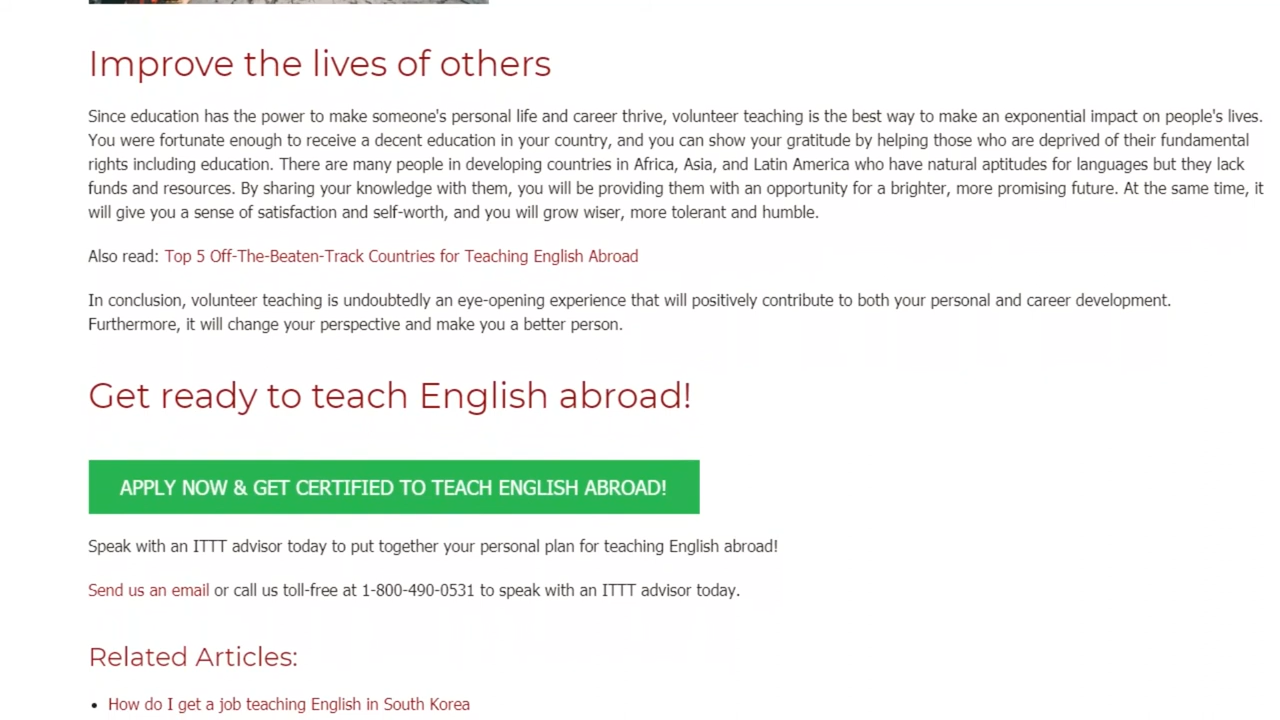 Improve the lives of others
Since education has the power to make someone's personal life and career thrive, volunteer teaching is the best way to make an exponential impact on people's lives.
You were fortunate enough to receive a decent education in your country, and you can show your gratitude by helping those who are deprived of their fundamental
rights including education. There are many people in developing countries in Africa, Asia, and Latin America who have natural aptitudes for languages but they lack
funds and resources. By sharing your knowledge with them, you will be providing them with an opportunity for a brighter, more promising future. At the same time, it
will give you a sense of satisfaction and self-worth, and you will grow wiser, more tolerant and humble.
Also read: Top 5 Off-The-Beaten-Track Countries for Teaching English Abroad
In conclusion, volunteer teaching is undoubtedly an eye-opening experience that will positively contribute to both your personal and career development.
Furthermore, it will change your perspective and make you a better person.
Get ready to teach English abroad!
APPLY NOW & GET CERTIFIED TO TEACH ENGLISH ABROAD!
Speak with an ITTT advisor today to put together your personal plan for teaching English abroad!
Send us an email or call us toll-free at 1-800-490-0531 to speak with an ITTT advisor today.
Related Articles:
• How do I get a job teaching English in South Korea